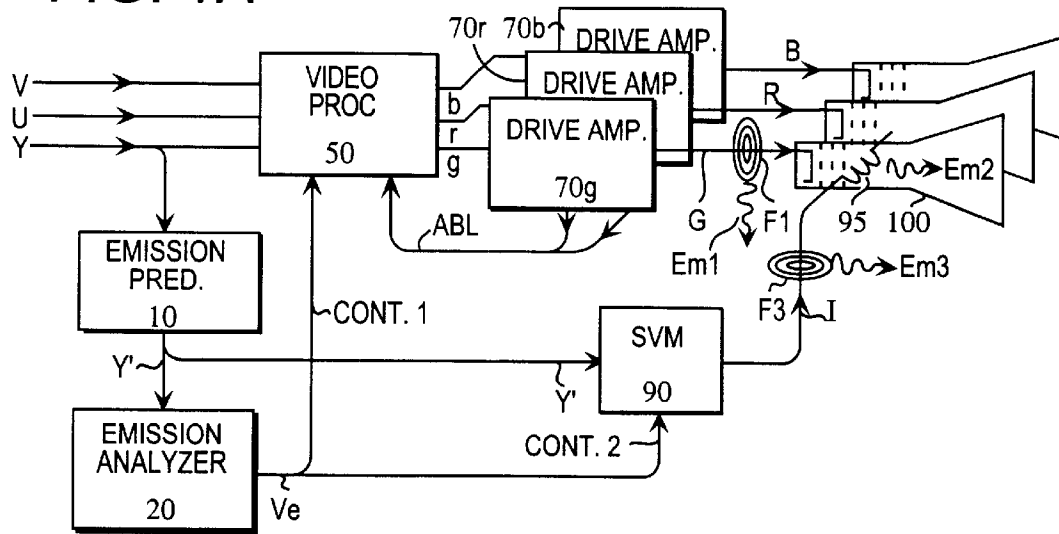 70r
70b
DRIVE AMP.
B
V
U
Y
VIDEO
PROC
50
b
r
g
DRIVE AMP.
R
DRIVE AMP.
70g
G
F1
Em1
95
100
Em2
ABL
EMISSION
PRED.
10
CONT. 1
F3
Em3
I
Y'
Y'
SVM
90
EMISSION
ANALYZER
20
Ve
CONT. 2